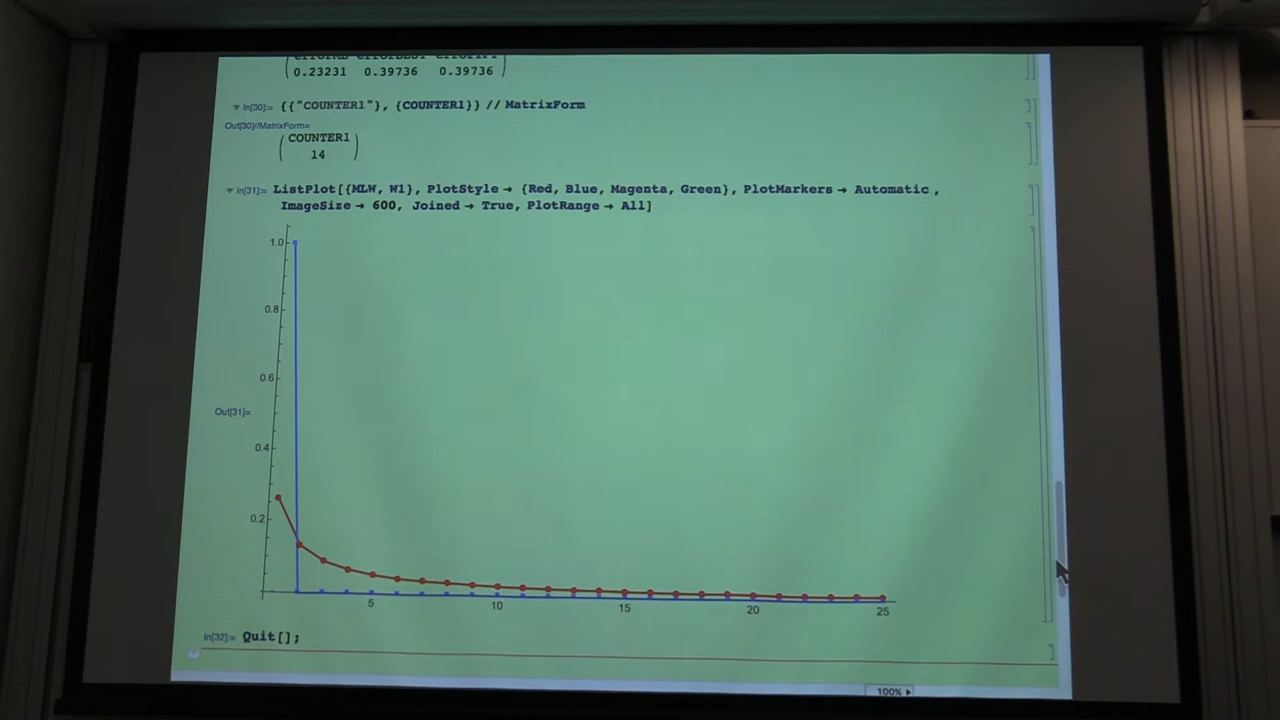 0.23231 0.39736 0.39736
In[30]:= {{"COUNTER1"}, {COUNTER1}} // MatrixForm
Out[30]//MatrixForm=
COUNTER1
14
In[31]:= ListPlot[{MLW, W1}, PlotStyle → {Red, Blue, Magenta, Green}, PlotMarkers → Automatic ,
ImageSize → 600, Joined → True, PlotRange → All]
1.0
0.8
0.6
Out[31]=
0.4
0.2
5 10 15 20 25
In[32]:= Quit[];
100%